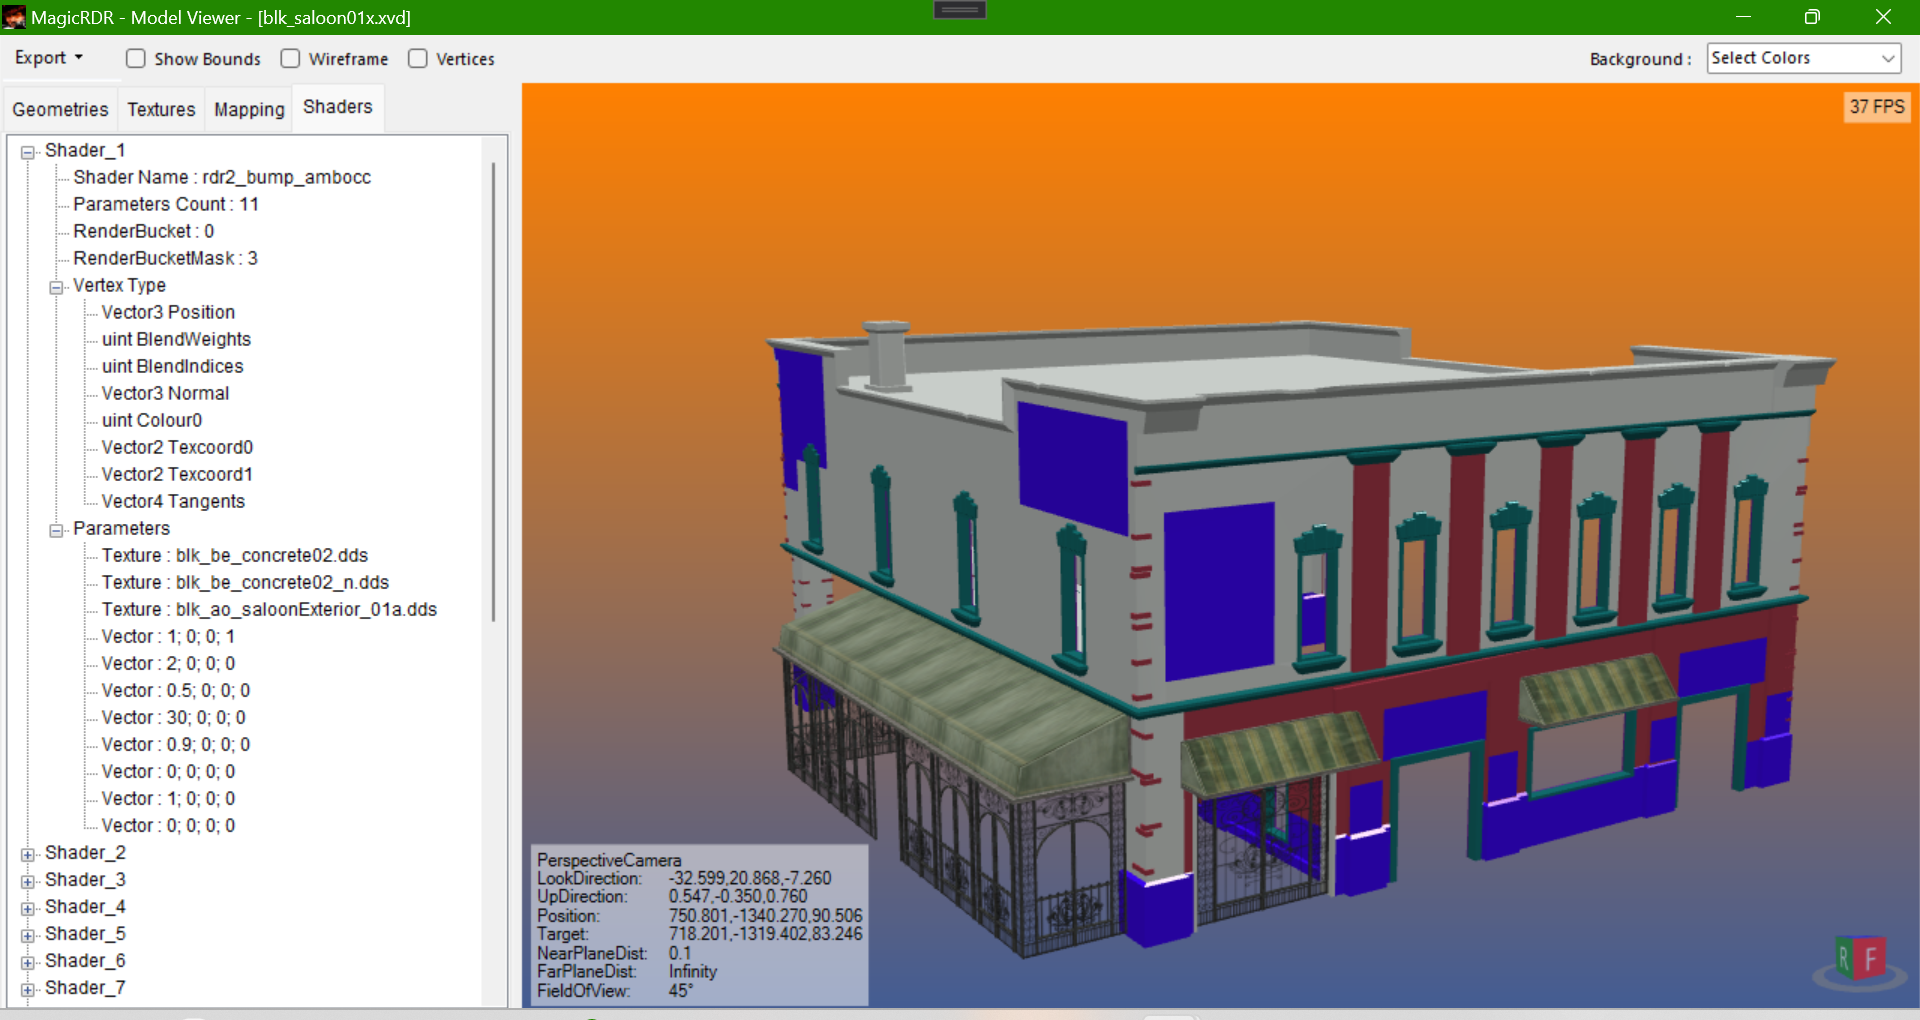 MagicRDR - Model Viewer - [blk_saloon01x.xvd]
Export
Show Bounds
Wireframe
Vertices
Background :
Select Colors
Geometries
Textures
Mapping
Shaders
37 FPS
Shader_1
Shader Name : rdr2_bump_ambocc
Parameters Count : 11
RenderBucket : 0
RenderBucketMask : 3
Vertex Type
Vector3 Position
uint BlendWeights
uint BlendIndices
Vector3 Normal
uint Colour0
Vector2 Texcoord0
Vector2 Texcoord1
Vector4 Tangents
Parameters
Texture : blk_be_concrete02.dds
Texture : blk_be_concrete02_n.dds
Texture : blk_ao_saloonExterior_01a.dds
Vector : 1; 0; 0; 1
Vector : 2; 0; 0; 0
Vector : 0.5; 0; 0; 0
Vector : 30; 0; 0; 0
Vector : 0.9; 0; 0; 0
Vector : 0; 0; 0; 0
Vector : 1; 0; 0; 0
Vector : 0; 0; 0; 0
Shader_2
Shader_3
Shader_4
Shader_5
Shader_6
Shader_7
PerspectiveCamera
LookDirection: -32.599,20.868,-7.260
UpDirection: 0.547,-0.350,0.760
Position: 750.801,-1340.270,90.506
Target: 718.201,-1319.402,83.246
NearPlaneDist: 0.1
FarPlaneDist: Infinity
FieldOfView: 45°
R F